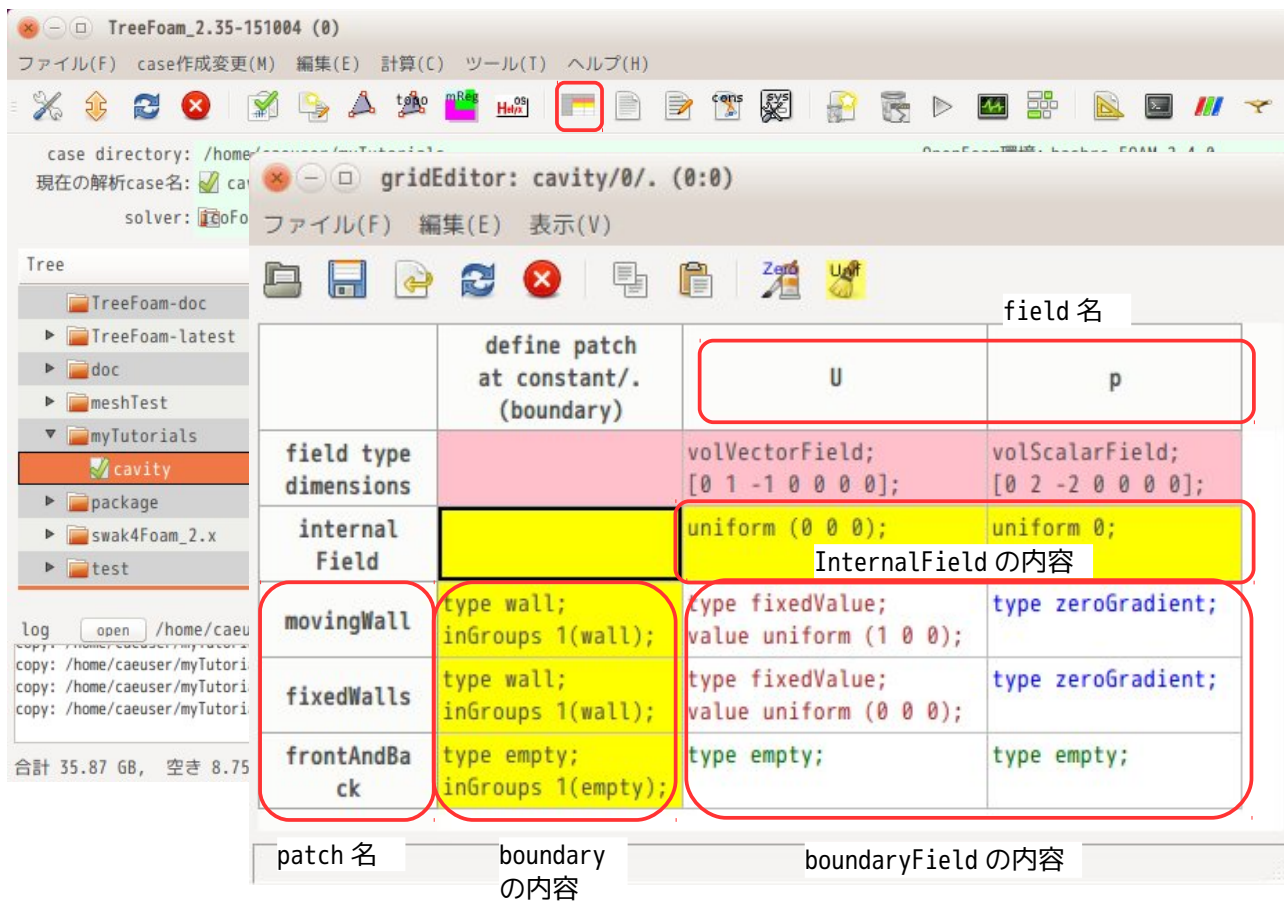 TreeFoam_2.35-151004 (0)
ファイル(F) case作成変更(M) 編集(E) 計算(C) ツール(T) ヘルプ(H)
topo mReg Helyx OS cons sys
case directory: /home/caeuser/myTutorials
現在の解析case名: ca
solver: icoFo
gridEditor: cavity/0/. (0:0)
ファイル(F) 編集(E) 表示(V)
Zero Unit
Tree
TreeFoam-doc
TreeFoam-latest
doc
meshTest
myTutorials
cavity
package
swak4Foam_2.x
test
field 名
define patch
at constant/.
(boundary)
U
p
field type
dimensions
volVectorField;
[0 1 -1 0 0 0 0];
volScalarField;
[0 2 -2 0 0 0 0];
internal
Field
uniform (0 0 0);
uniform 0;
InternalField の内容
movingWall
type wall;
inGroups 1(wall);
type fixedValue;
value uniform (1 0 0);
type zeroGradient;
fixedWalls
type wall;
inGroups 1(wall);
type fixedValue;
value uniform (0 0 0);
type zeroGradient;
frontAndBa
ck
type empty;
inGroups 1(empty);
type empty;
type empty;
log open /home/caeu
copy: /home/caeuser/myTutori
copy: /home/caeuser/myTutori
copy: /home/caeuser/myTutori
合計 35.87 GB, 空き 8.75
patch 名
boundary
の内容
boundaryField の内容